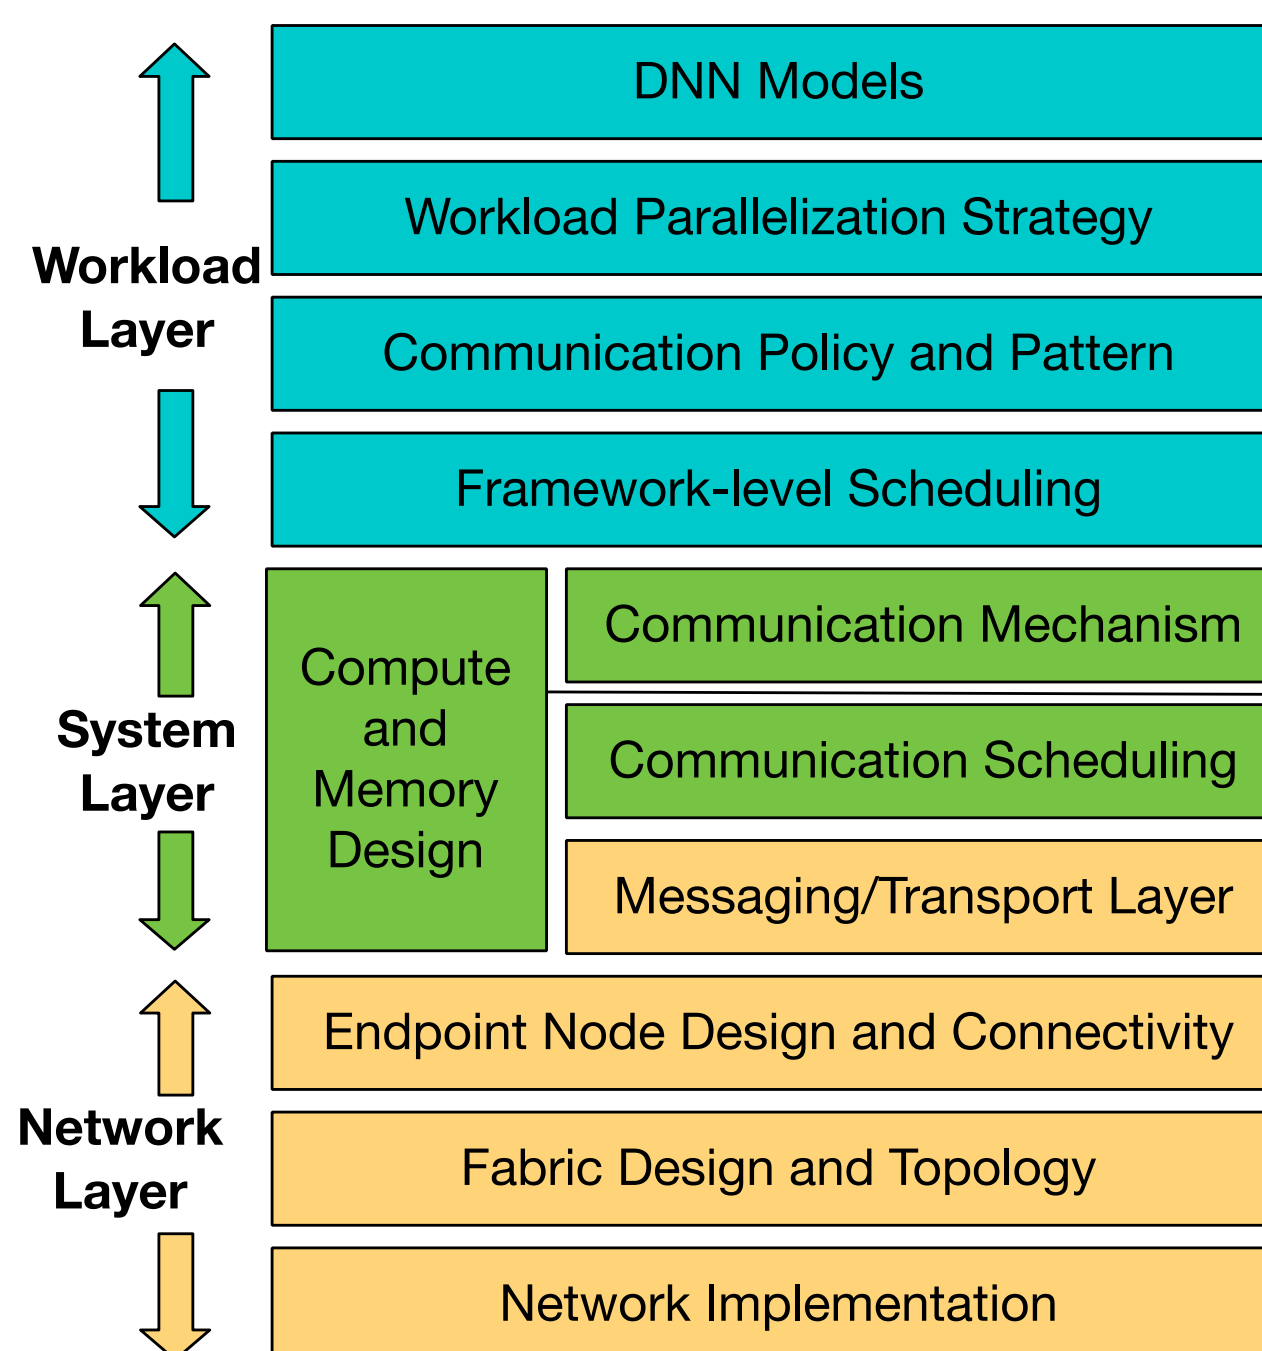 DNN Models
Workload Parallelization Strategy
Workload
Layer
Communication Policy and Pattern
Framework-level Scheduling
Communication Mechanism
Compute
and
Memory
Design
System
Layer
Communication Scheduling
Messaging/Transport Layer
Endpoint Node Design and Connectivity
Network
Layer
Fabric Design and Topology
Network Implementation